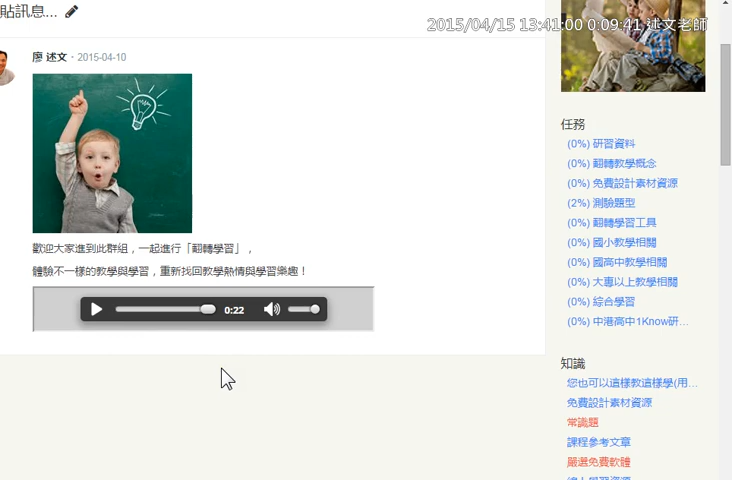 貼訊息...
2015/04/15 13:41:00 0:09:41 述文老師
廖 述文・2015-04-10
歡迎大家進到此群組，一起進行「翻轉學習」，
體驗不一樣的教學與學習，重新找回教學熱情與學習樂趣！
0:22
任務
(0%) 研習資料
(0%) 翻轉教學概念
(0%) 免費設計素材資源
(2%) 測驗題型
(0%) 翻轉學習工具
(0%) 國小教學相關
(0%) 國高中教學相關
(0%) 大專以上教學相關
(0%) 綜合學習
(0%) 中港高中1Know研...
知識
您也可以這樣教這樣學(用...
免費設計素材資源
常識題
課程參考文章
嚴選免費軟體